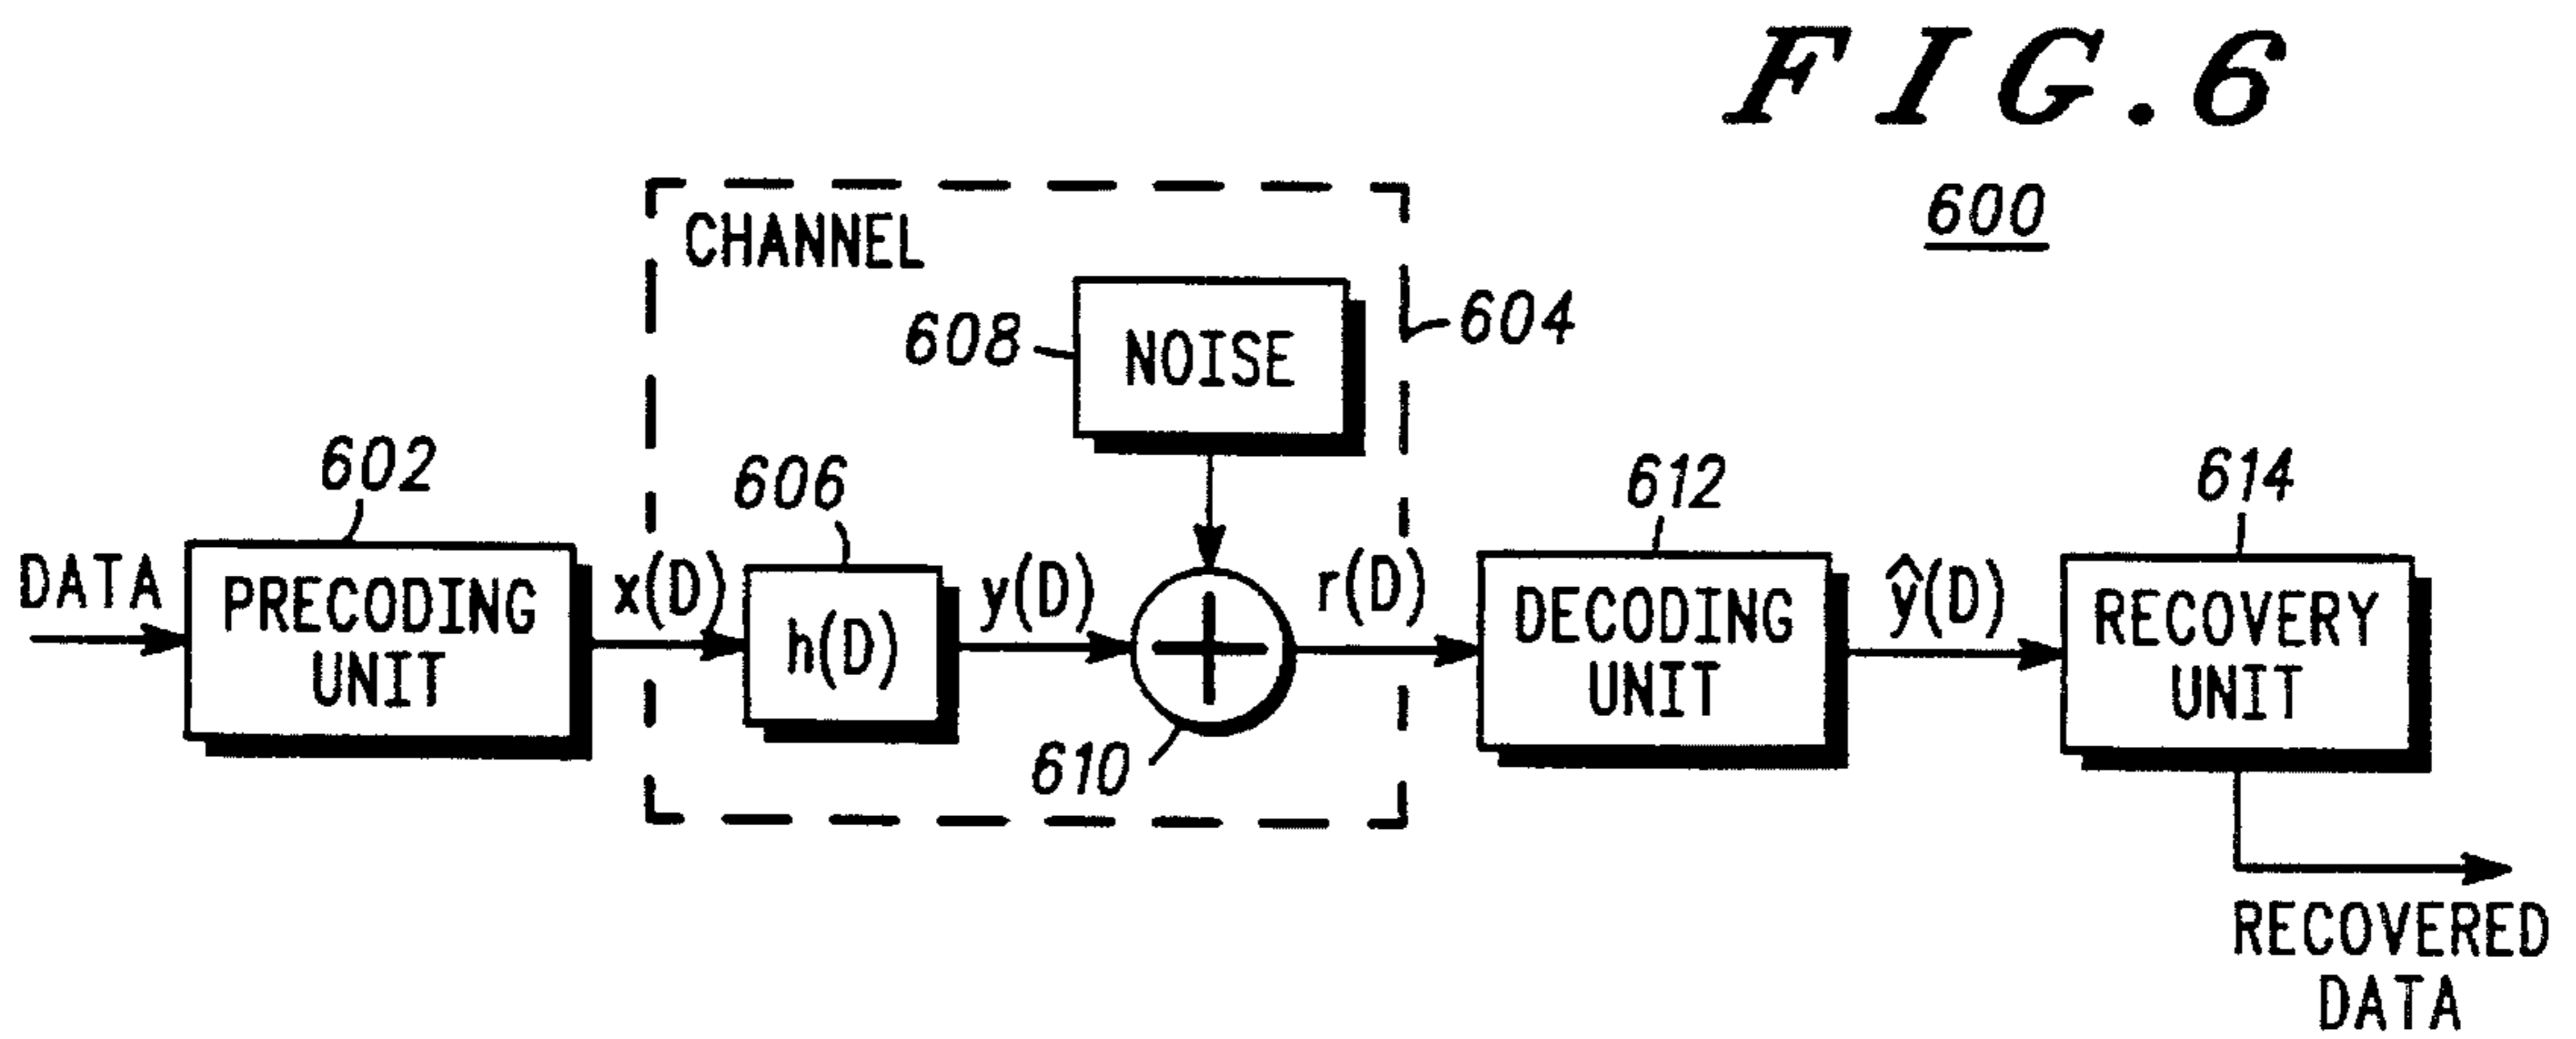 FIG.6
600
CHANNEL
608
NOISE
604
602
606
612
614
DATA
PRECODING
UNIT
x(D)
h(D)
y(D)
610
r(D)
DECODING
UNIT
ŷ(D)
RECOVERY
UNIT
RECOVERED
DATA